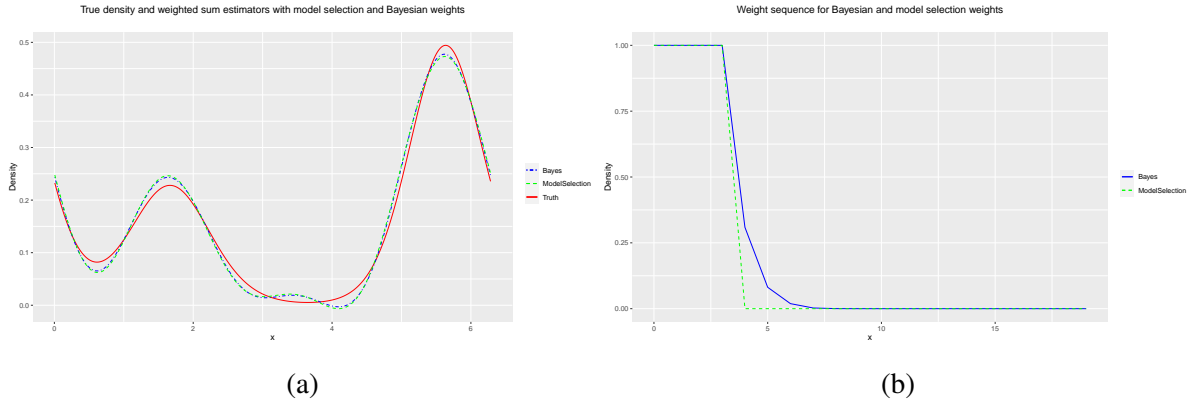 True density and weighted sum estimators with model selection and Bayesian weights
0.5
0.4
0.3
0.2
0.1
0.0
Density
0
2
4
6
x
Bayes
ModelSelection
Truth
(a)
Weight sequence for Bayesian and model selection weights
1.00
0.75
0.50
0.25
0.00
Density
0
5
10
15
x
Bayes
ModelSelection
(b)